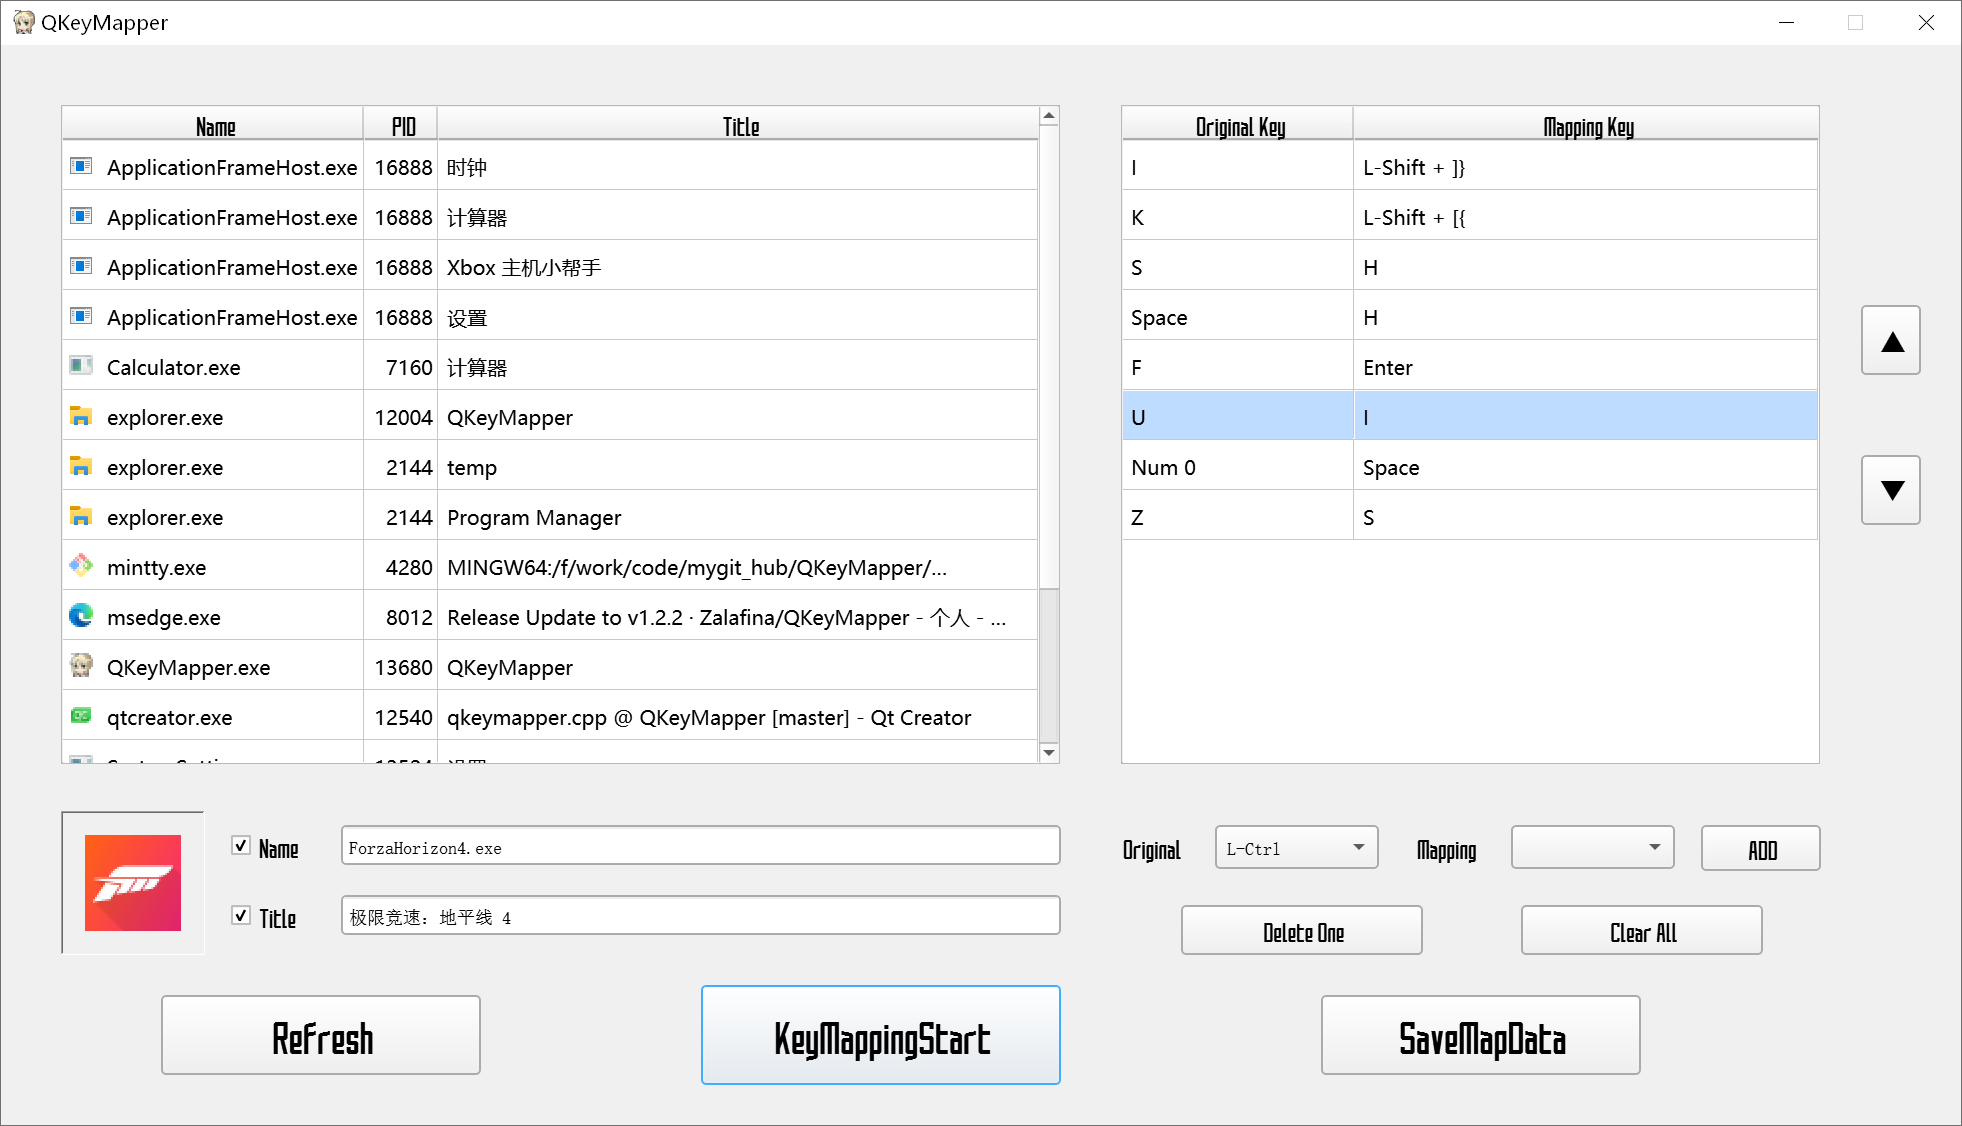 QKeyMapper
Name PID Title
ApplicationFrameHost.exe 16888 时钟
ApplicationFrameHost.exe 16888 计算器
ApplicationFrameHost.exe 16888 Xbox 主机小帮手
ApplicationFrameHost.exe 16888 设置
Calculator.exe 7160 计算器
explorer.exe 12004 QKeyMapper
explorer.exe 2144 temp
explorer.exe 2144 Program Manager
mintty.exe 4280 MINGW64:/f/work/code/mygit_hub/QKeyMapper/...
msedge.exe 8012 Release Update to v1.2.2 · Zalafina/QKeyMapper - 个人 - ...
QKeyMapper.exe 13680 QKeyMapper
qtcreator.exe 12540 qkeymapper.cpp @ QKeyMapper [master] - Qt Creator
Original Key Mapping Key
I L-Shift + ]}
K L-Shift + [{
S H
Space H
F Enter
U I
Num 0 Space
Z S
▲
▼
Name ForzaHorizon4.exe
Title 极限竞速：地平线 4
Original L-Ctrl Mapping ADD
Delete One Clear All
Refresh KeyMappingStart SaveMapData